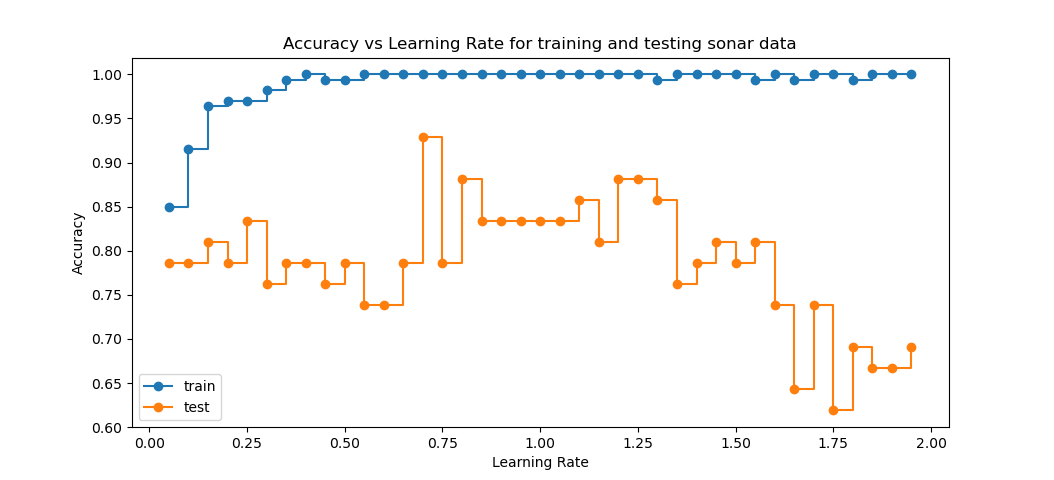 Accuracy vs Learning Rate for training and testing sonar data
1.00
0.95
0.90
0.85
0.80
0.75
0.70
0.65
0.60
Accuracy
train
test
0.00 0.25 0.50 0.75 1.00 1.25 1.50 1.75 2.00
Learning Rate